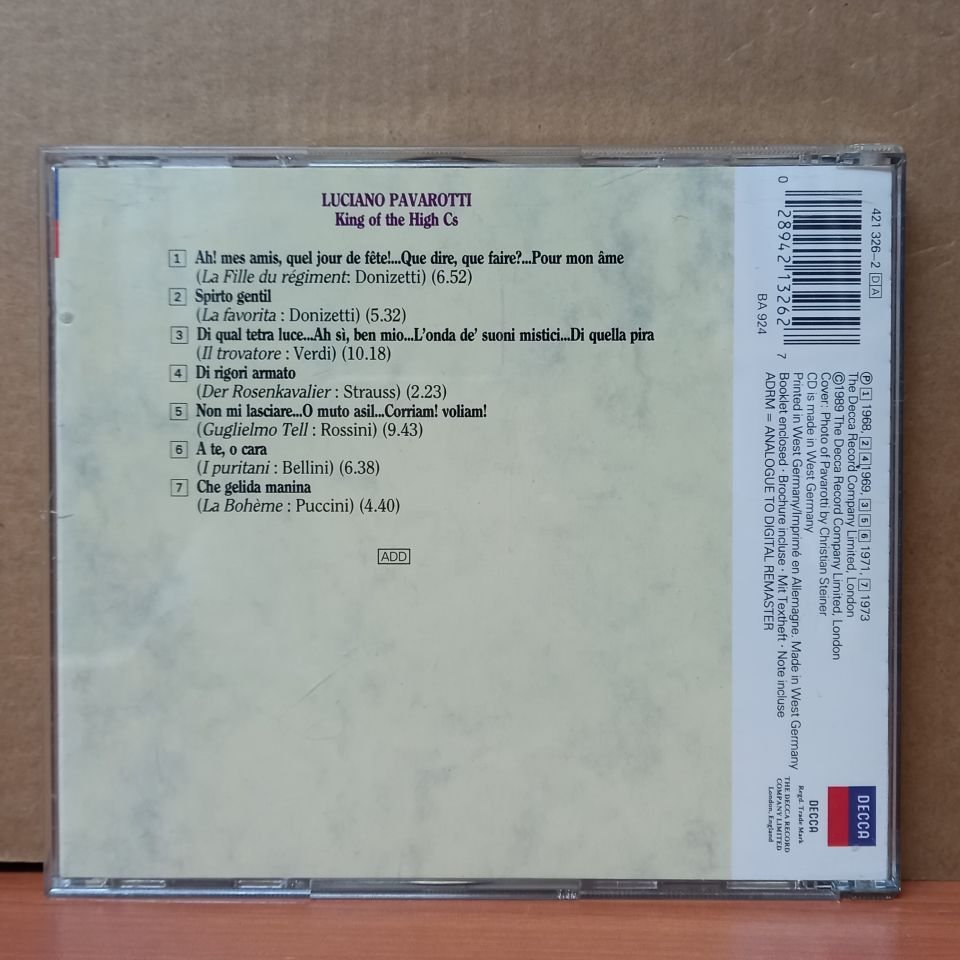 LUCIANO PAVAROTTI
King of the High Cs
1 Ah! mes amis, quel jour de fête!...Que dire, que faire?...Pour mon âme
(La Fille du régiment: Donizetti) (6.52)
2 Spirto gentil
(La favorita : Donizetti) (5.32)
3 Di qual tetra luce...Ah sì, ben mio...L'onda de' suoni mistici...Di quella pira
(Il trovatore : Verdi) (10.18)
4 Di rigori armato
(Der Rosenkavalier : Strauss) (2.23)
5 Non mi lasciare...O muto asil...Corriam! voliam!
(Guglielmo Tell : Rossini) (9.43)
6 A te, o cara
(I puritani : Bellini) (6.38)
7 Che gelida manina
(La Bohème : Puccini) (4.40)
ADD
421 326-2 DA
0 28942 13262 7
BA 924
Ⓟ 1 1968, 2 4 1969, 3 5 6 1971, 7 1973
The Decca Record Company Limited, London
©1989 The Decca Record Company Limited, London
Cover: Photo of Pavarotti by Christian Steiner
CD is made in West Germany
Printed in West Germany/Imprimé en Allemagne. Made in West Germany
Booklet enclosed · Brochure incluse · Mit Textheft · Note incluse
ADRM = ANALOGUE TO DIGITAL REMASTER
DECCA
DECCA
Regd. Trade Mark
THE DECCA RECORD
COMPANY LIMITED
London, England